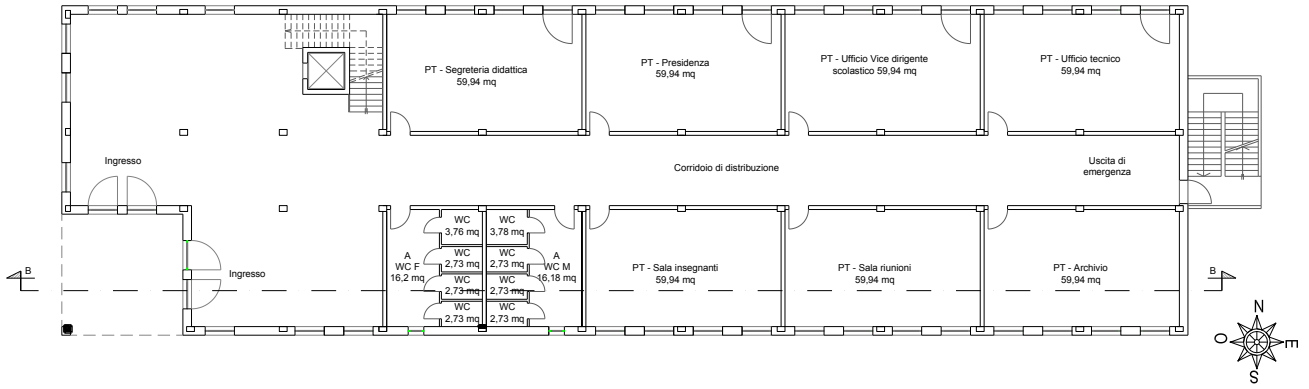 PT - Segreteria didattica
59,94 mq
PT - Presidenza
59,94 mq
PT - Ufficio Vice dirigente
scolastico 59,94 mq
PT - Ufficio tecnico
59,94 mq
Ingresso
Corridoio di distribuzione
Uscita di
emergenza
Ingresso
A
WC F
16,2 mq
WC
3,76 mq
WC
2,73 mq
WC
2,73 mq
WC
2,73 mq
WC
3,78 mq
WC
2,73 mq
WC
2,73 mq
WC
2,73 mq
A
WC M
16,18 mq
PT - Sala insegnanti
59,94 mq
PT - Sala riunioni
59,94 mq
PT - Archivio
59,94 mq
B
B
N
O
E
S